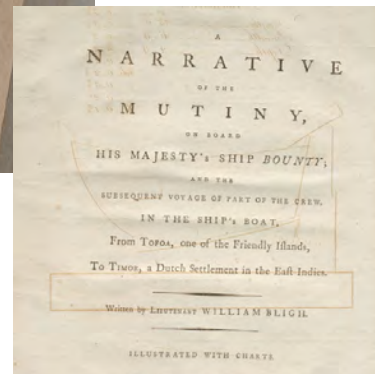 A
NARRATIVE
OF THE
MUTINY,
ON BOARD
HIS MAJESTY's SHIP BOUNTY;
AND THE
SUBSEQUENT VOYAGE OF PART OF THE CREW,
IN THE SHIP's BOAT,
From TOFOA, one of the Friendly Iſlands,
To TIMOR, a Dutch Settlement in the Eaſt Indies.
Written by LIEUTENANT WILLIAM BLIGH.
ILLUSTRATED WITH CHARTS.